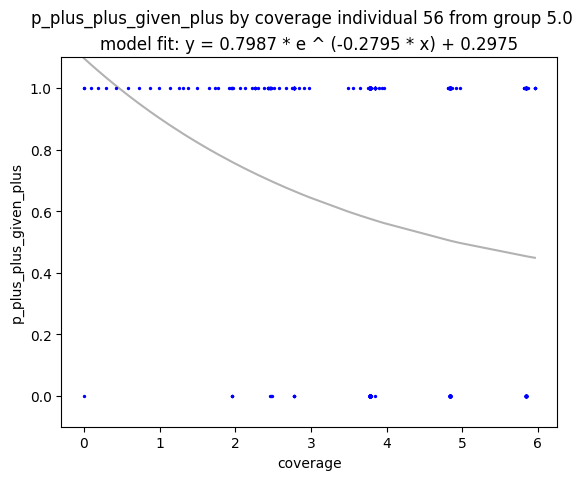 p_plus_plus_given_plus by coverage individual 56 from group 5.0
model fit: y = 0.7987 * e ^ (-0.2795 * x) + 0.2975
1.0
0.8
0.6
0.4
0.2
0.0
p_plus_plus_given_plus
0 1 2 3 4 5 6
coverage